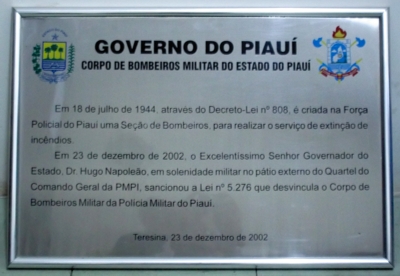 GOVERNO DO PIAUÍ
CORPO DE BOMBEIROS MILITAR DO ESTADO DO PIAUÍ
Em 18 de julho de 1944, através do Decreto-Lei nº 808, é criada na Força
Policial do Piauí uma Seção de Bombeiros, para realizar o serviço de extinção de
incêndios.
Em 23 de dezembro de 2002, o Excelentíssimo Senhor Governador do
Estado, Dr. Hugo Napoleão, em solenidade militar no pátio externo do Quartel do
Comando Geral da PMPI, sancionou a Lei nº 5.276 que desvincula o Corpo de
Bombeiros Militar da Polícia Militar do Piauí.
Teresina, 23 de dezembro de 2002